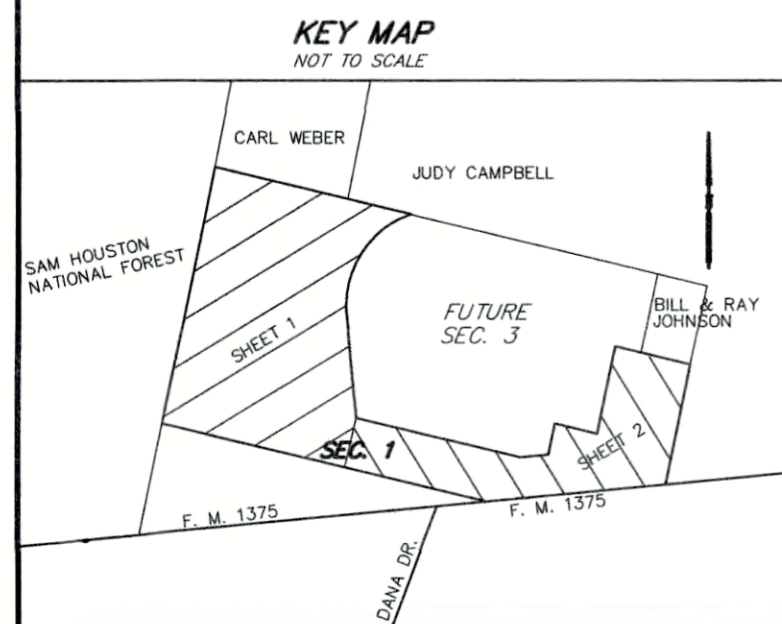 KEY MAP
NOT TO SCALE
CARL WEBER
JUDY CAMPBELL
SAM HOUSTON
NATIONAL FOREST
BILL & RAY
JOHNSON
FUTURE
SEC. 3
SHEET 1
SEC. 1
SHEET 2
F. M. 1375
F. M. 1375
DANA DR.